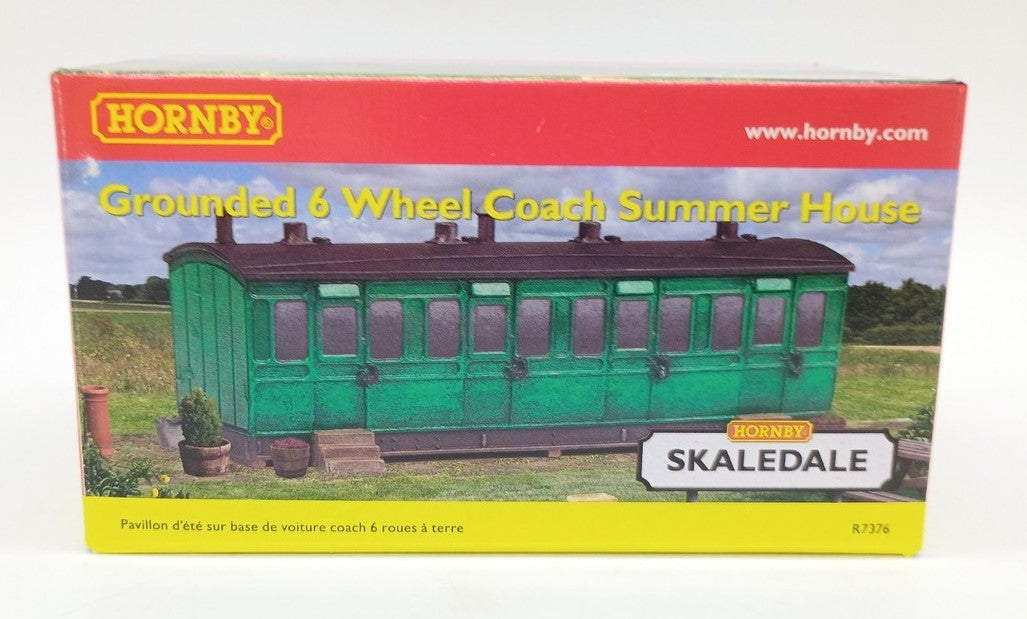 HORNBY®
www.hornby.com
Grounded 6 Wheel Coach Summer House
HORNBY
SKALEDALE
Pavillon d'été sur base de voiture coach 6 roues à terre
R7376